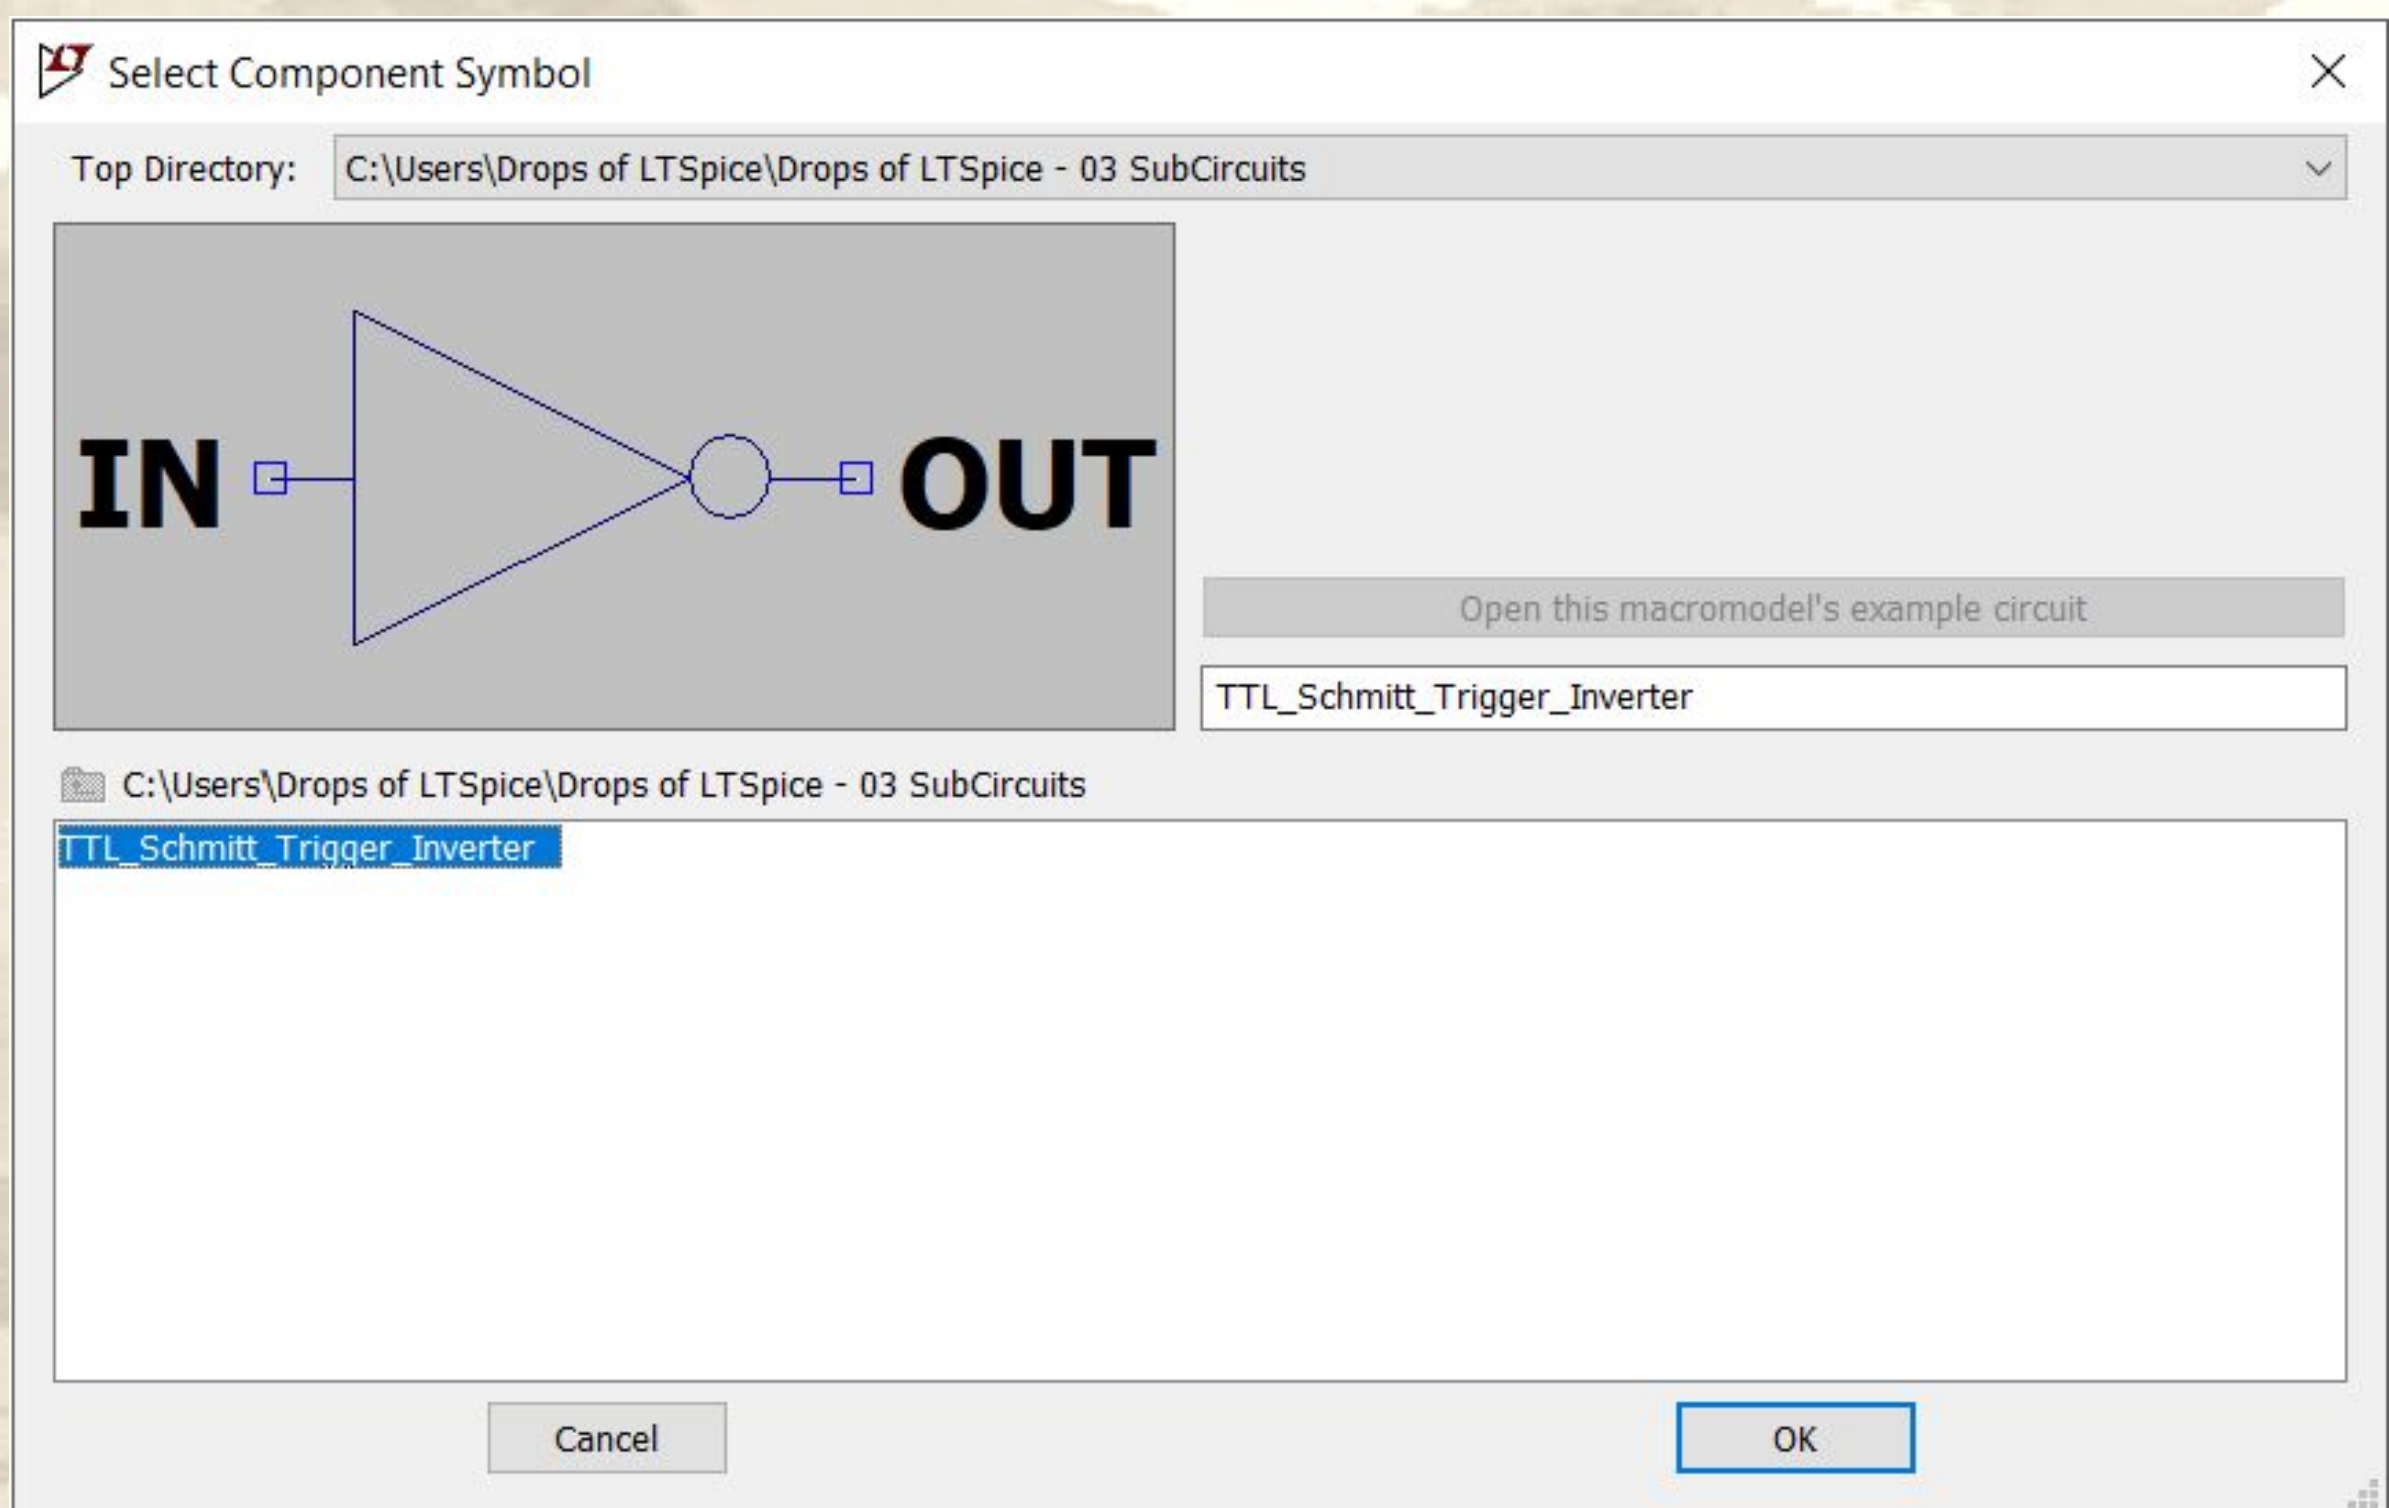 Select Component Symbol
Top Directory: C:\Users\Drops of LTSpice\Drops of LTSpice - 03 SubCircuits
IN OUT
Open this macromodel's example circuit
TTL_Schmitt_Trigger_Inverter
C:\Users\Drops of LTSpice\Drops of LTSpice - 03 SubCircuits
TTL_Schmitt_Trigger_Inverter
Cancel OK